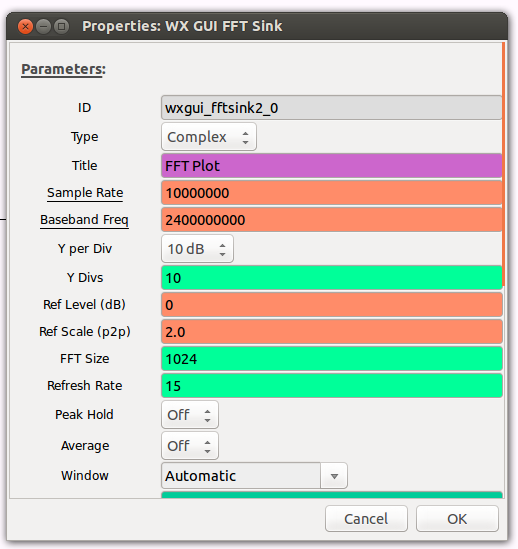 Properties: WX GUI FFT Sink
Parameters:
ID wxgui_fftsink2_0
Type Complex
Title FFT Plot
Sample Rate 10000000
Baseband Freq 2400000000
Y per Div 10 dB
Y Divs 10
Ref Level (dB) 0
Ref Scale (p2p) 2.0
FFT Size 1024
Refresh Rate 15
Peak Hold Off
Average Off
Window Automatic
Cancel OK